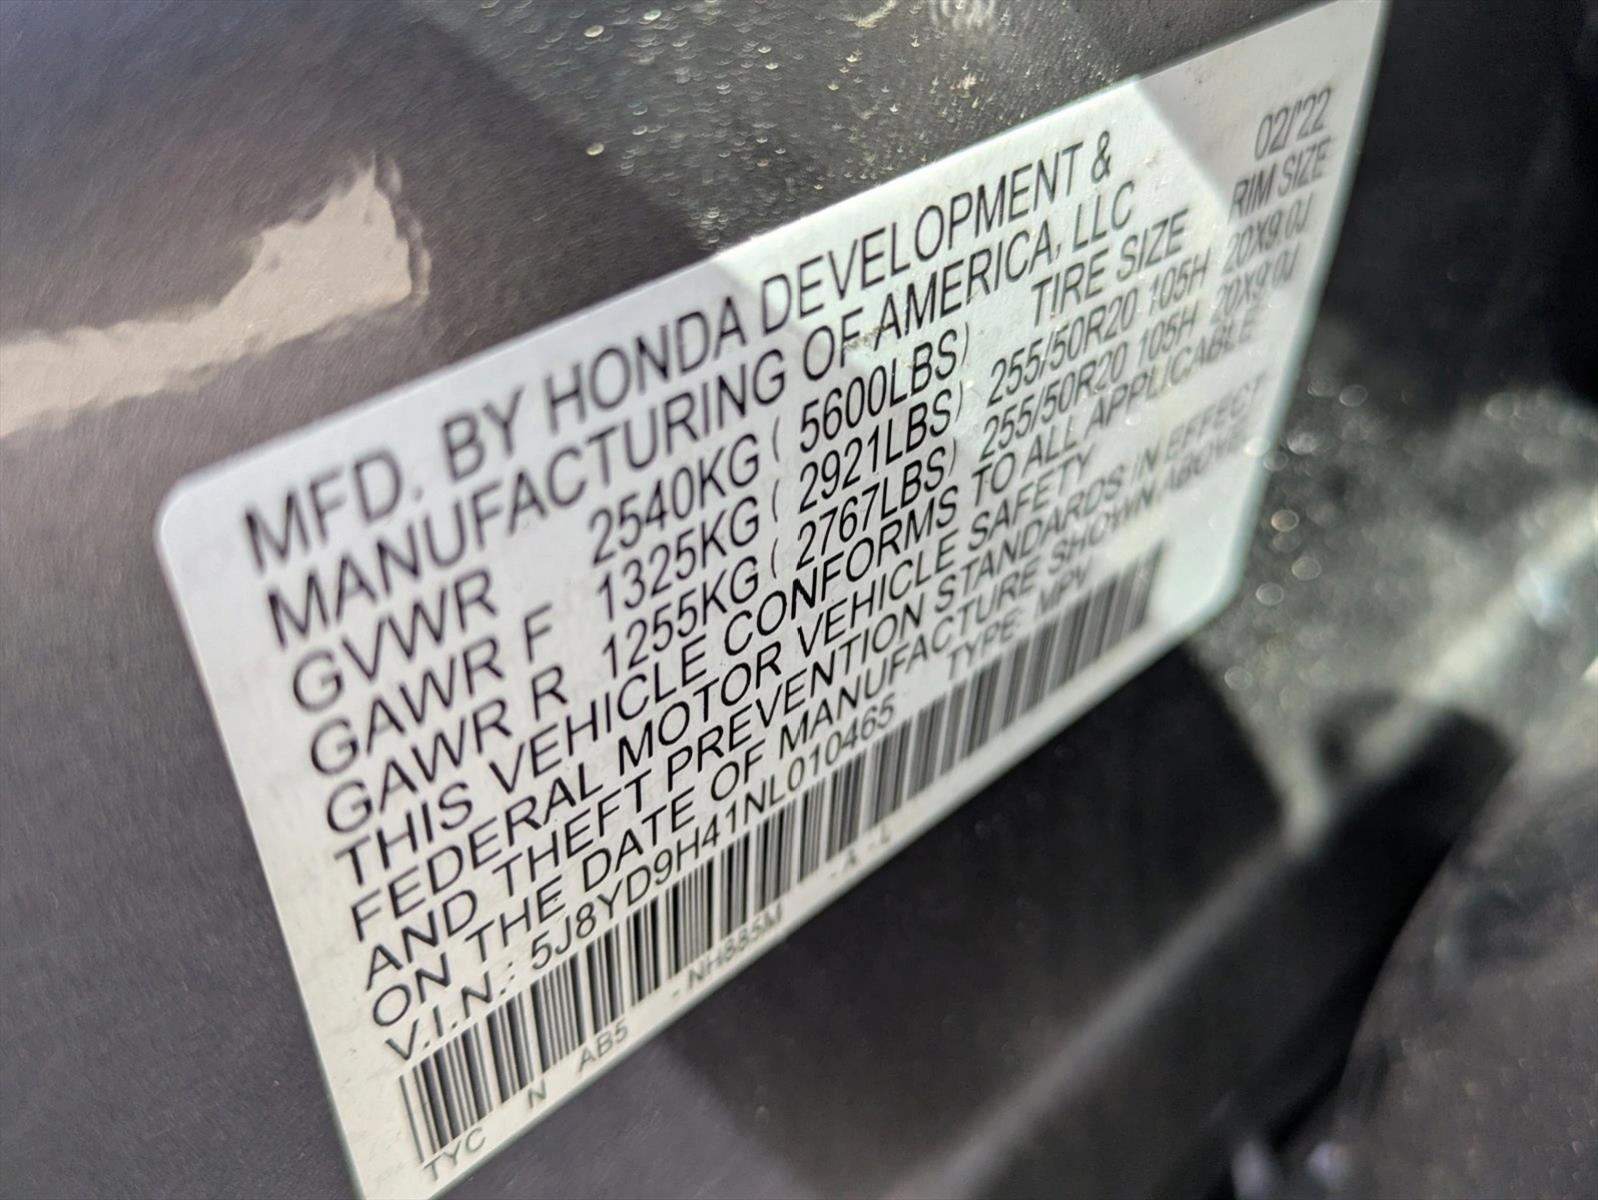 02/'22
MFD. BY HONDA DEVELOPMENT &
MANUFACTURING OF AMERICA, LLC
TIRE SIZE RIM SIZE
GVWR 2540KG ( 5600LBS)
GAWR F 1325KG ( 2921LBS) 255/50R20 105H 20X9.0J
GAWR R 1255KG ( 2767LBS) 255/50R20 105H 20X9.0J
THIS VEHICLE CONFORMS TO ALL APPLICABLE
FEDERAL MOTOR VEHICLE SAFETY
AND THEFT PREVENTION STANDARDS IN EFFECT
ON THE DATE OF MANUFACTURE SHOWN ABOVE.
V.I.N.: 5J8YD9H41NL010465 TYPE: MPV
TYC N AB5 - NH885M - A - L